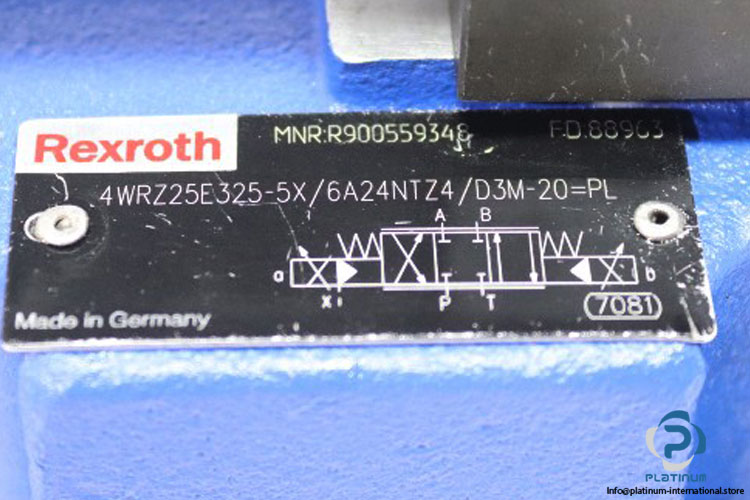 Rexroth
MNR:R900559348 F.D.88963
4WRZ25E325-5X/6A24NTZ4/D3M-20=PL
A B
a b
X P T
7081
Made in Germany
PLATINUM
INTERNATIONAL
Info@platinum-international.store